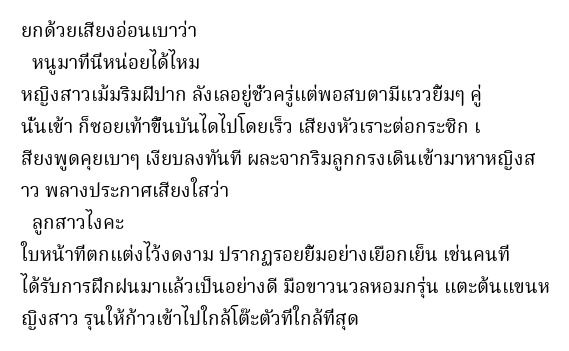 ยกด้วยเสียงอ่อนเบาว่า
หนูมาที่นี่หน่อยได้ไหม
หญิงสาวเม้มริมฝีปาก ลังเลอยู่ชั่วครู่แต่พอสบตามีแววยิ้มๆ คู่
นั้นเข้า ก็ซอยเท้าขึ้นบันไดไปโดยเร็ว เสียงหัวเราะต่อกระซิก เ
สียงพูดคุยเบาๆ เงียบลงทันที ผละจากริมลูกกรงเดินเข้ามาหาหญิงส
าว พลางประกาศเสียงใสว่า
ลูกสาวไงคะ
ใบหน้าที่ตกแต่งไว้งดงาม ปรากฏรอยยิ้มอย่างเยือกเย็น เช่นคนที่
ได้รับการฝึกฝนมาแล้วเป็นอย่างดี มือขาวนวลหอมกรุ่น แตะต้นแขนห
ญิงสาว รุนให้ก้าวเข้าไปใกล้โต๊ะตัวที่ใกล้ที่สุด